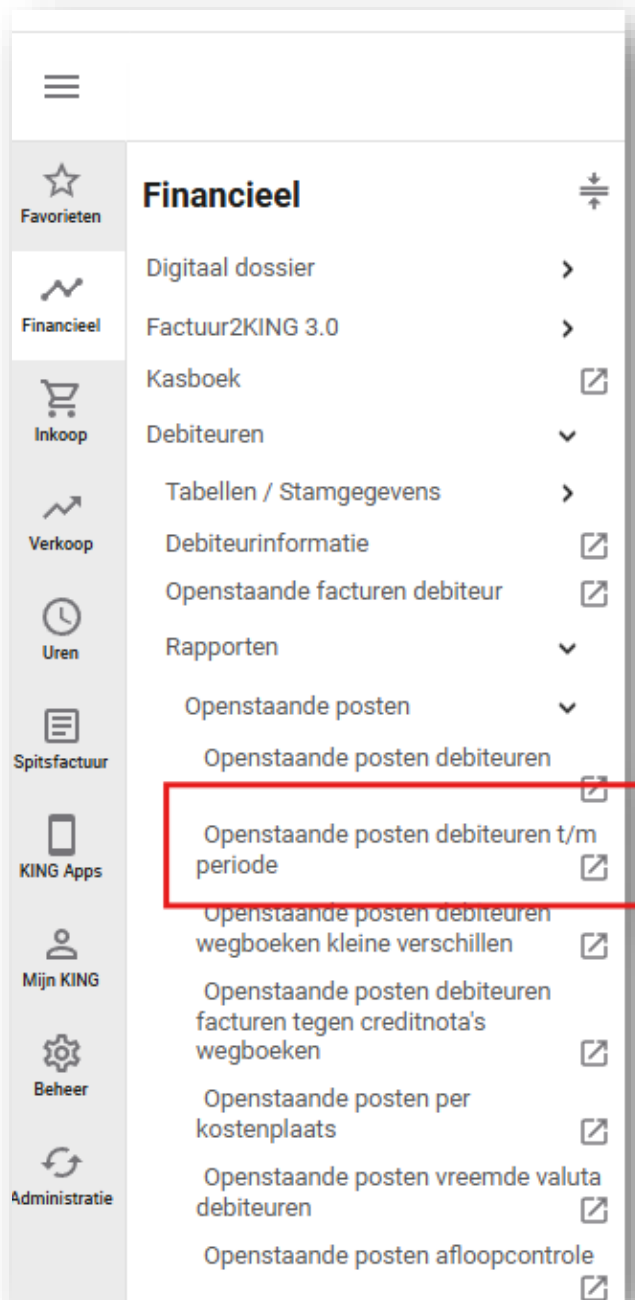 Favorieten
Financieel
Inkoop
Verkoop
Uren
Spitsfactuur
KING Apps
Mijn KING
Beheer
Administratie
Financieel
Digitaal dossier
Factuur2KING 3.0
Kasboek
Debiteuren
Tabellen / Stamgegevens
Debiteurinformatie
Openstaande facturen debiteur
Rapporten
Openstaande posten
Openstaande posten debiteuren
Openstaande posten debiteuren t/m
periode
Openstaande posten debiteuren
wegboeken kleine verschillen
Openstaande posten debiteuren
facturen tegen creditnota's
wegboeken
Openstaande posten per
kostenplaats
Openstaande posten vreemde valuta
debiteuren
Openstaande posten afloopcontrole